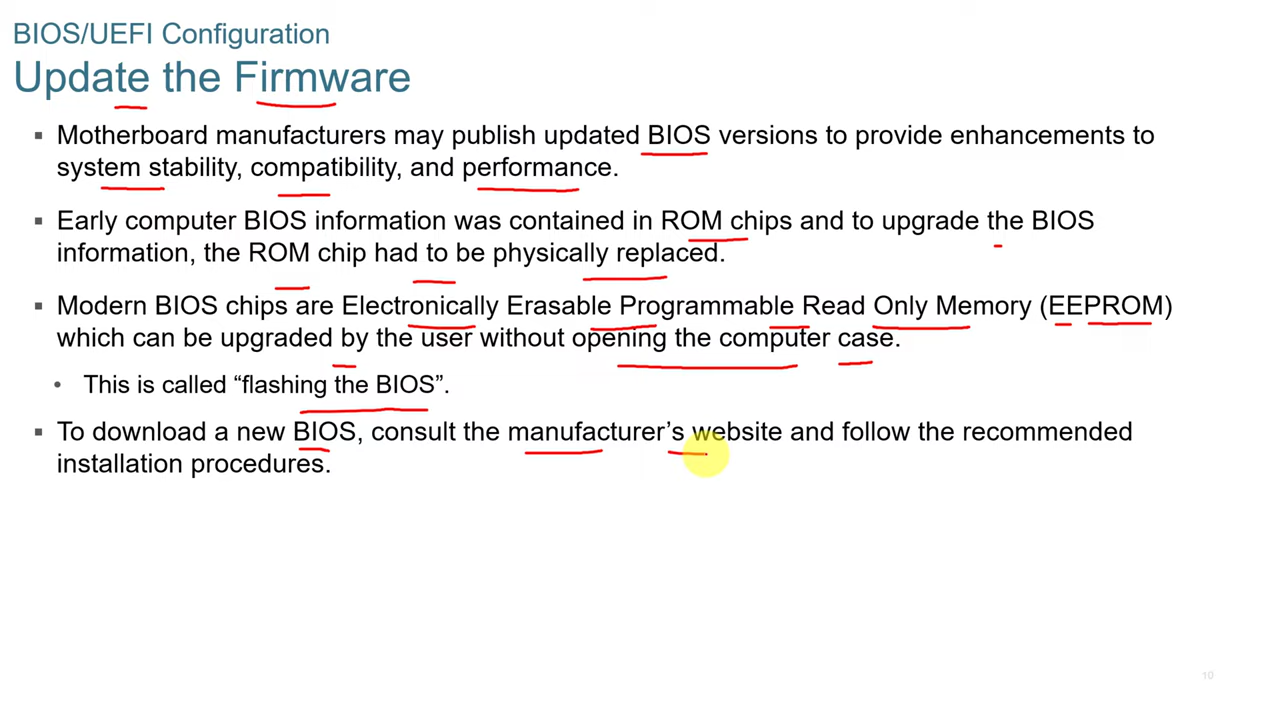 BIOS/UEFI Configuration
Update the Firmware
▪ Motherboard manufacturers may publish updated BIOS versions to provide enhancements to
system stability, compatibility, and performance.
▪ Early computer BIOS information was contained in ROM chips and to upgrade the BIOS
information, the ROM chip had to be physically replaced.
▪ Modern BIOS chips are Electronically Erasable Programmable Read Only Memory (EEPROM)
which can be upgraded by the user without opening the computer case.
• This is called “flashing the BIOS”.
▪ To download a new BIOS, consult the manufacturer’s website and follow the recommended
installation procedures.
10